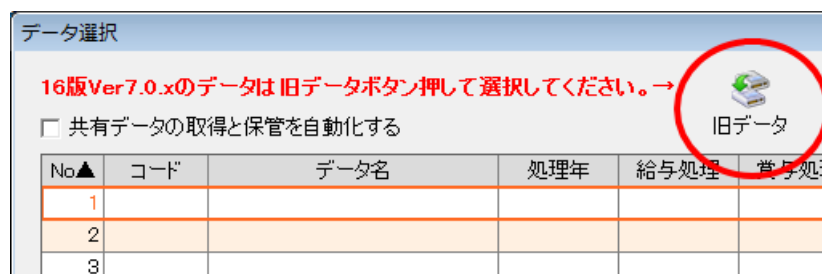 データ選択
16版Ver7.0.xのデータは旧データボタン押して選択してください。→
旧データ
共有データの取得と保管を自動化する
No▲ コード データ名 処理年 給与処理 賞与処
1
2
3